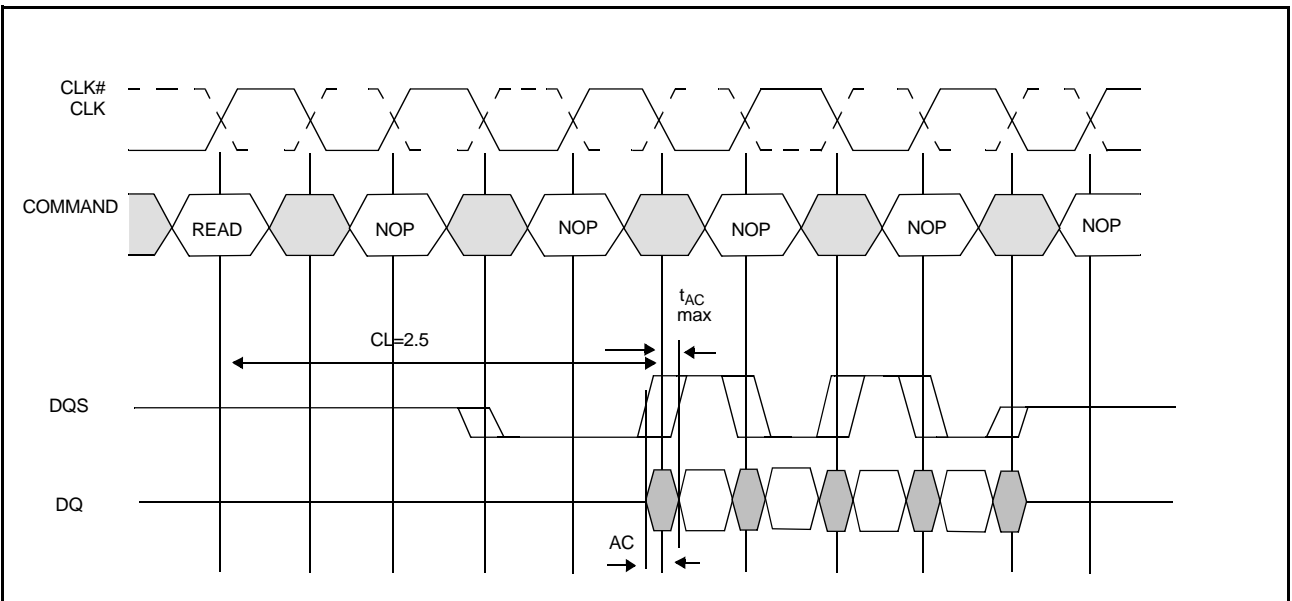 CLK#
CLK
COMMAND
READ
NOP
NOP
NOP
NOP
NOP
tAC
max
CL=2.5
DQS
DQ
AC